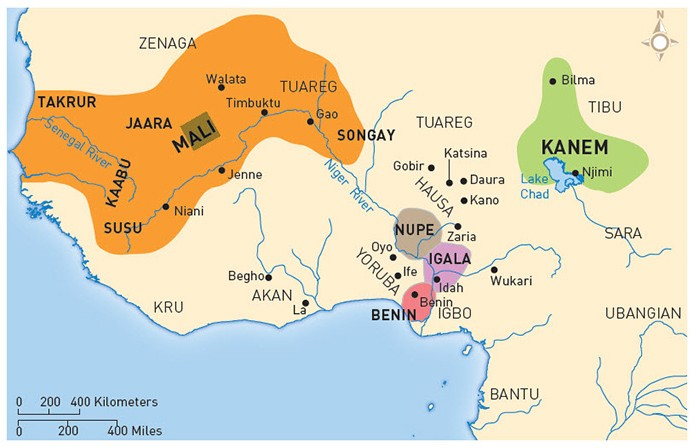 N
ZENAGA
Walata
TUAREG
Bilma
TAKRUR
Timbuktu
TIBU
JAARA
MALI
Gao
TUAREG
SONGAY
Senegal River
KANEM
Katsina
Gobir
Daura
Njimi
Lake
Chad
KAABU
Jenne
Niger River
HAUSA
Kano
Niani
SUSU
NUPE
Zaria
SARA
Oyo
IGALA
YORUBA
Ife
Wukari
Begho
Idah
AKAN
Benin
KRU
La
BENIN
IGBO
UBANGIAN
BANTU
0 200 400 Kilometers
0 200 400 Miles